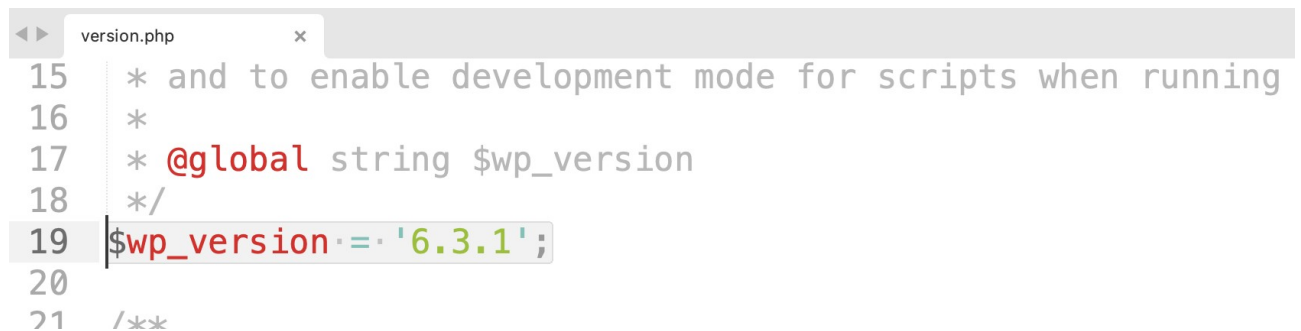 version.php ×
15 * and to enable development mode for scripts when running
16 *
17 * @global string $wp_version
18 */
19 $wp_version = '6.3.1';
20
21 /**